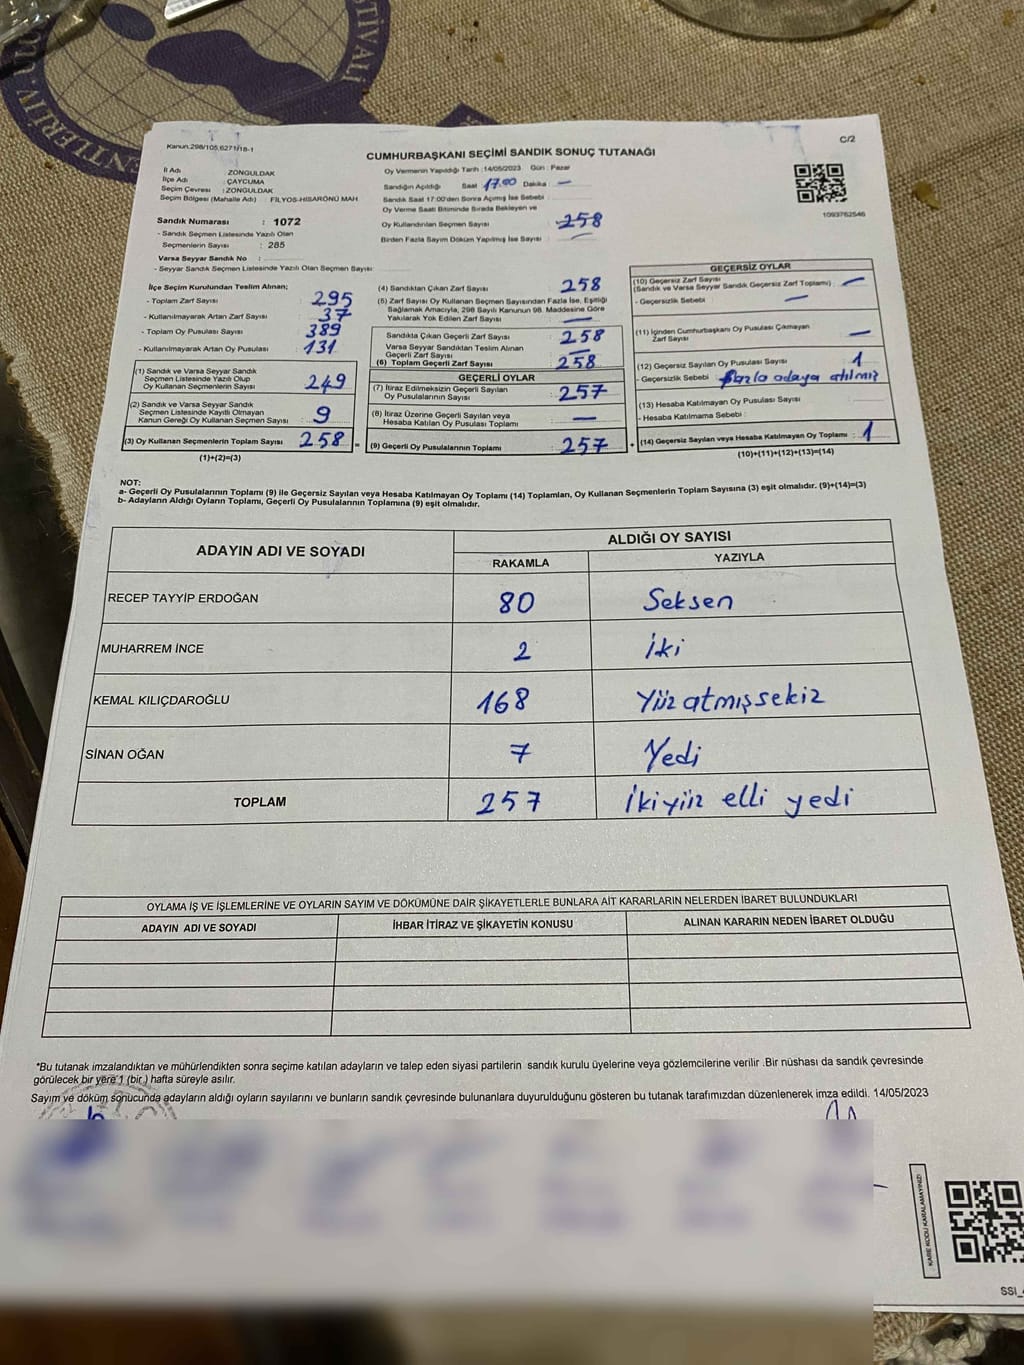 TİVALİ
ENTLERİ
Kanun.298/105,6271/18-1
C/2
CUMHURBAŞKANI SEÇİMİ SANDIK SONUÇ TUTANAĞI
İl Adı : ZONGULDAK
İlçe Adı : ÇAYCUMA
Seçim Çevresi : ZONGULDAK
Seçim Bölgesi (Mahalle Adı) : FİLYOS-HİSARÖNÜ MAH
Oy Vermenin Yapıldığı Tarih :14/05/2023 Gün : Pazar
Sandığın Açıldığı Saat 17.00 Dakika : —
Sandık Saat 17:00'den Sonra Açılmış İse Sebebi :
Oy Verme Saati Bitiminde Sırada Bekleyen ve
Oy Kullandırılan Seçmen Sayısı : 258
Birden Fazla Sayım Döküm Yapılmış İse Sayısı : —
1093762546
Sandık Numarası : 1072
- Sandık Seçmen Listesinde Yazılı Olan
Seçmenlerin Sayısı : 285
Varsa Seyyar Sandık No :
- Seyyar Sandık Seçmen Listesinde Yazılı Olan Seçmen Sayısı:
İlçe Seçim Kurulundan Teslim Alınan;
- Toplam Zarf Sayısı : 295
- Kullanılmayarak Artan Zarf Sayısı : 37
- Toplam Oy Pusulası Sayısı : 389
- Kullanılmayarak Artan Oy Pusulası : 131
(1) Sandık ve Varsa Seyyar Sandık
Seçmen Listesinde Yazılı Olup
Oy Kullanan Seçmenlerin Sayısı : 249
(2) Sandık ve Varsa Seyyar Sandık
Seçmen Listesinde Kayıtlı Olmayan
Kanun Gereği Oy Kullanan Seçmen Sayısı : 9
(3) Oy Kullanan Seçmenlerin Toplam Sayısı : 258 =
(1)+(2)=(3)
(4) Sandıktan Çıkan Zarf Sayısı : 258
(5) Zarf Sayısı Oy Kullanan Seçmen Sayısından Fazla İse, Eşitliği
Sağlamak Amacıyla, 298 Sayılı Kanunun 98. Maddesine Göre
Yakılarak Yok Edilen Zarf Sayısı : —
Sandıkta Çıkan Geçerli Zarf Sayısı : 258
Varsa Seyyar Sandıktan Teslim Alınan
Geçerli Zarf Sayısı : —
(6) Toplam Geçerli Zarf Sayısı : 258
GEÇERLİ OYLAR
(7) İtiraz Edilmeksizin Geçerli Sayılan
Oy Pusulalarının Sayısı : 257
(8) İtiraz Üzerine Geçerli Sayılan veya
Hesaba Katılan Oy Pusulası Toplamı : —
(9) Geçerli Oy Pusulalarının Toplamı : 257 +
GEÇERSİZ OYLAR
(10) Geçersiz Zarf Sayısı
(Sandık ve Varsa Seyyar Sandık Geçersiz Zarf Toplamı) : —
- Geçersizlik Sebebi : —
(11) İçinden Cumhurbaşkanı Oy Pusulası Çıkmayan
Zarf Sayısı : —
(12) Geçersiz Sayılan Oy Pusulası Sayısı : 1
- Geçersizlik Sebebi : Fazla adaya atılmış
(13) Hesaba Katılmayan Oy Pusulası Sayısı :
- Hesaba Katılmama Sebebi :
(14) Geçersiz Sayılan veya Hesaba Katılmayan Oy Toplamı : 1
(10)+(11)+(12)+(13)=(14)
NOT:
a- Geçerli Oy Pusulalarının Toplamı (9) ile Geçersiz Sayılan veya Hesaba Katılmayan Oy Toplamı (14) Toplamları, Oy Kullanan Seçmenlerin Toplam Sayısına (3) eşit olmalıdır. (9)+(14)=(3)
b- Adayların Aldığı Oyların Toplamı, Geçerli Oy Pusulalarının Toplamına (9) eşit olmalıdır.
ADAYIN ADI VE SOYADI
ALDIĞI OY SAYISI
RAKAMLA YAZIYLA
RECEP TAYYİP ERDOĞAN 80 Seksen
MUHARREM İNCE 2 İki
KEMAL KILIÇDAROĞLU 168 Yüz atmışsekiz
SİNAN OĞAN 7 Yedi
TOPLAM 257 İkiyüz elli yedi
OYLAMA İŞ VE İŞLEMLERİNE VE OYLARIN SAYIM VE DÖKÜMÜNE DAİR ŞİKAYETLERLE BUNLARA AİT KARARLARIN NELERDEN İBARET BULUNDUKLARI
ADAYIN ADI VE SOYADI İHBAR İTİRAZ VE ŞİKAYETİN KONUSU ALINAN KARARIN NEDEN İBARET OLDUĞU
*Bu tutanak imzalandıktan ve mühürlendikten sonra seçime katılan adayların ve talep eden siyasi partilerin sandık kurulu üyelerine veya gözlemcilerine verilir .Bir nüshası da sandık çevresinde
görülecek bir yere 1 (bir ) hafta süreyle asılır.
Sayım ve döküm sonucunda adayların aldığı oyların sayılarını ve bunların sandık çevresinde bulunanlara duyurulduğunu gösteren bu tutanak tarafımızdan düzenlenerek imza edildi. 14/05/2023
KARE KODU KARALAMAYINIZ!
SSI_